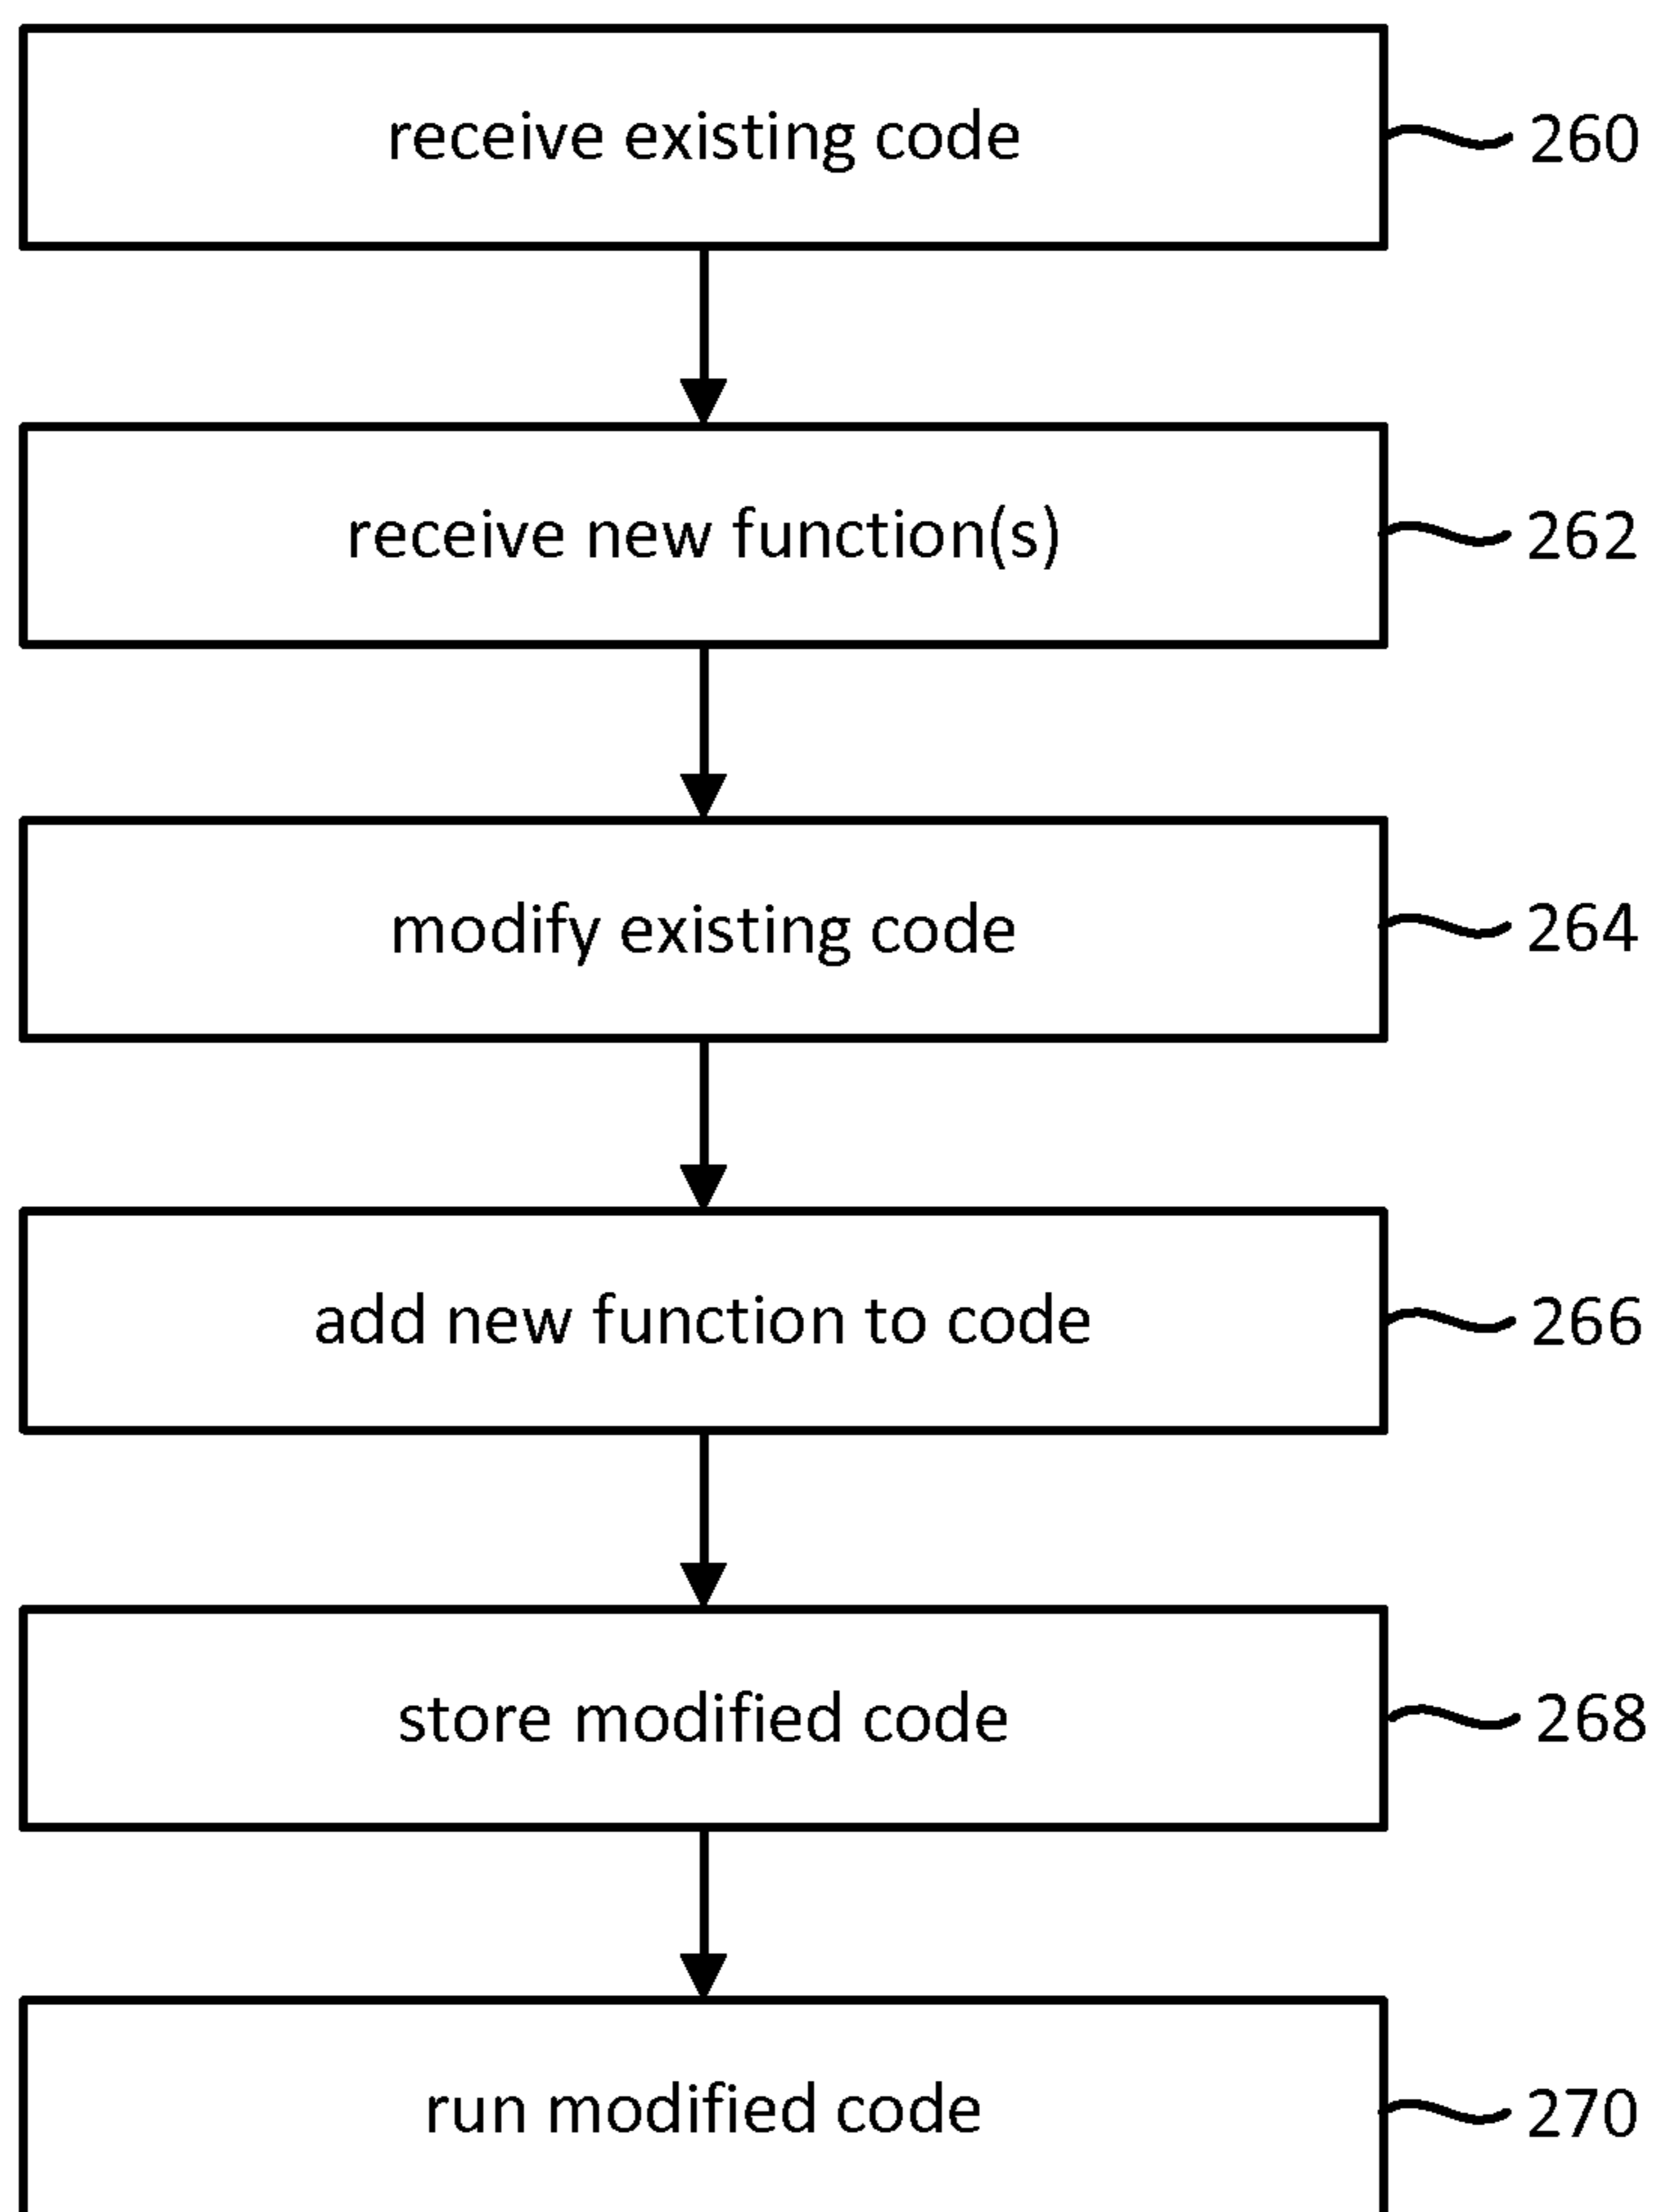 receive existing code 260
receive new function(s) 262
modify existing code 264
add new function to code 266
store modified code 268
run modified code 270